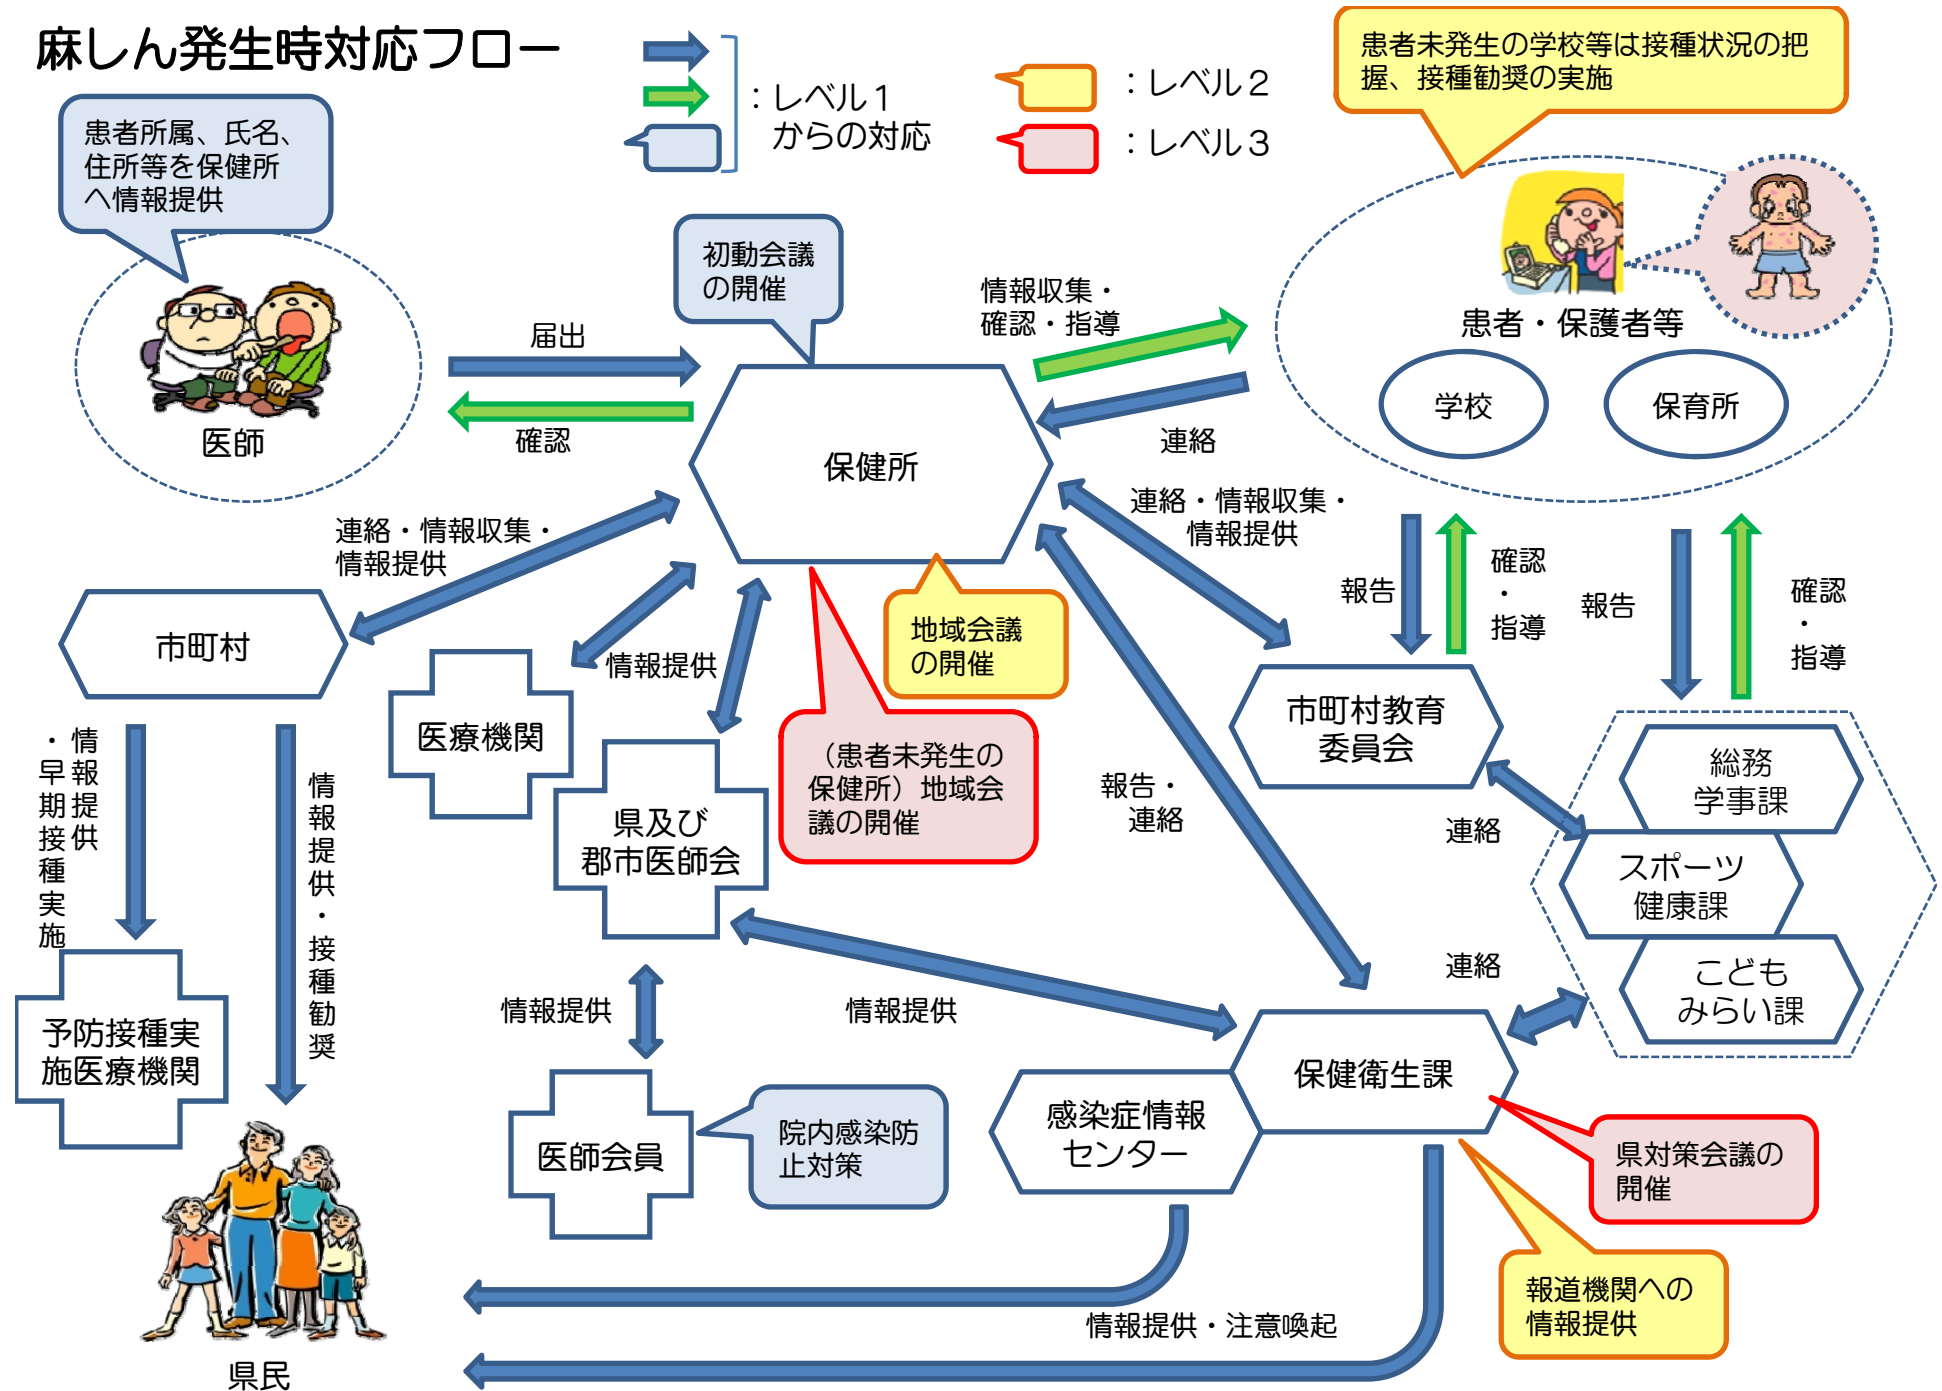 麻しん発生時対応フロー
：レベル１
からの対応
：レベル２
：レベル３
患者未発生の学校等は接種状況の把
握、接種勧奨の実施
患者所属、氏名、
住所等を保健所
へ情報提供
医師
届出
確認
初動会議
の開催
保健所
情報収集・
確認・指導
連絡
患者・保護者等
学校
保育所
連絡・情報収集・
情報提供
連絡・情報収集・
情報提供
報告
確認
・
指導
報告
確認
・
指導
市町村
情報提供
地域会議
の開催
医療機関
県及び
郡市医師会
（患者未発生の
保健所）地域会
議の開催
報告・
連絡
市町村教育
委員会
連絡
総務
学事課
スポーツ
健康課
こども
みらい課
連絡
情報提供
・早期接種実施
情報提供・接種勧奨
予防接種実
施医療機関
情報提供
情報提供
医師会員
院内感染防
止対策
感染症情報
センター
保健衛生課
県対策会議の
開催
報道機関への
情報提供
情報提供・注意喚起
県民